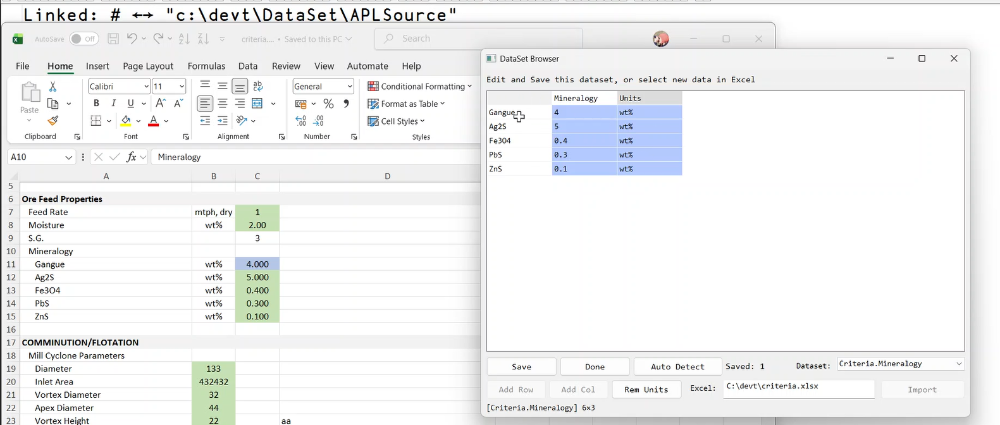 Linked: # ←→ "c:\devt\DataSet\APLSource"
AutoSave Off criteria.... • Saved to this PC Search
File Home Insert Page Layout Formulas Data Review View Automate Help
Paste
Calibri 11
B I U A A
A
General
% 9
Conditional Formatting
Format as Table
Cell Styles
Clipboard Font Alignment Number Styles
A10 fx Mineralogy
A B C D
5
6 Ore Feed Properties
7 Feed Rate mtph, dry 1
8 Moisture wt% 2.00
9 S.G. 3
10 Mineralogy
11 Gangue wt% 4.000
12 Ag2S wt% 5.000
13 Fe3O4 wt% 0.400
14 PbS wt% 0.300
15 ZnS wt% 0.100
16
17 COMMINUTION/FLOTATION
18 Mill Cyclone Parameters
19 Diameter 133
20 Inlet Area 432432
21 Vortex Diameter 32
22 Apex Diameter 44
23 Vortex Height 22 aa
DataSet Browser
Edit and Save this dataset, or select new data in Excel
Mineralogy Units
Gangue 4 wt%
Ag2S 5 wt%
Fe3O4 0.4 wt%
PbS 0.3 wt%
ZnS 0.1 wt%
Save Done Auto Detect Saved: 1 Dataset: Criteria.Mineralogy
Add Row Add Col Rem Units Excel: C:\devt\criteria.xlsx Import
[Criteria.Mineralogy] 6×3